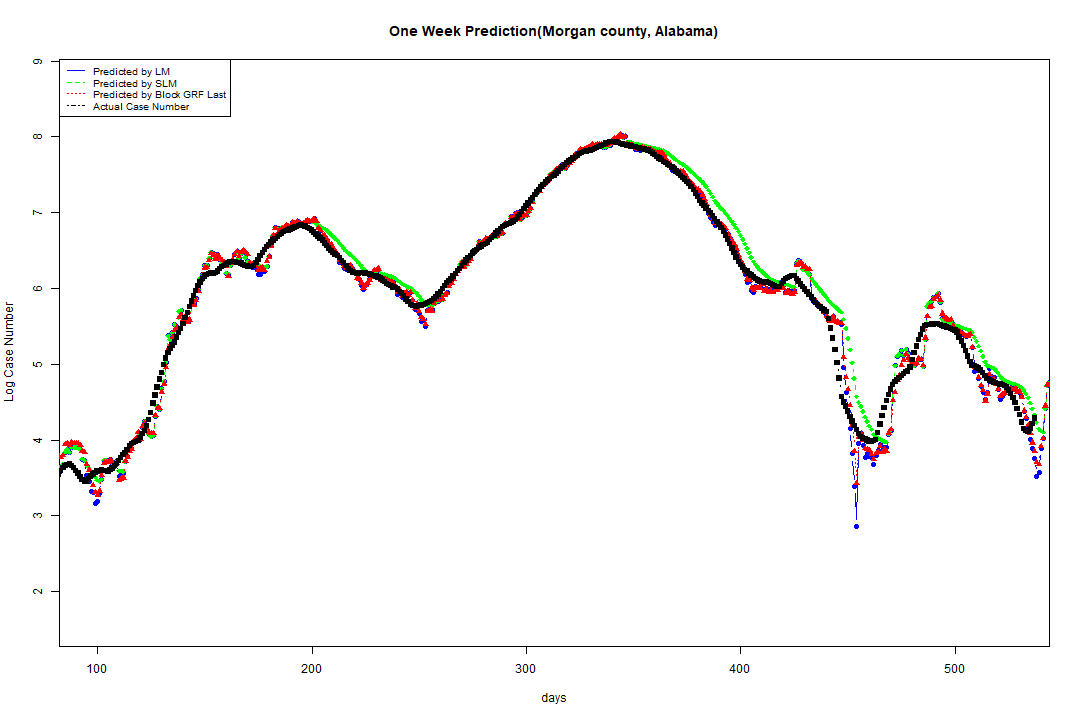 One Week Prediction(Morgan county, Alabama)
Predicted by LM
Predicted by SLM
Predicted by Block GRF Last
Actual Case Number
Log Case Number
9
8
7
6
5
4
3
2
100 200 300 400 500
days